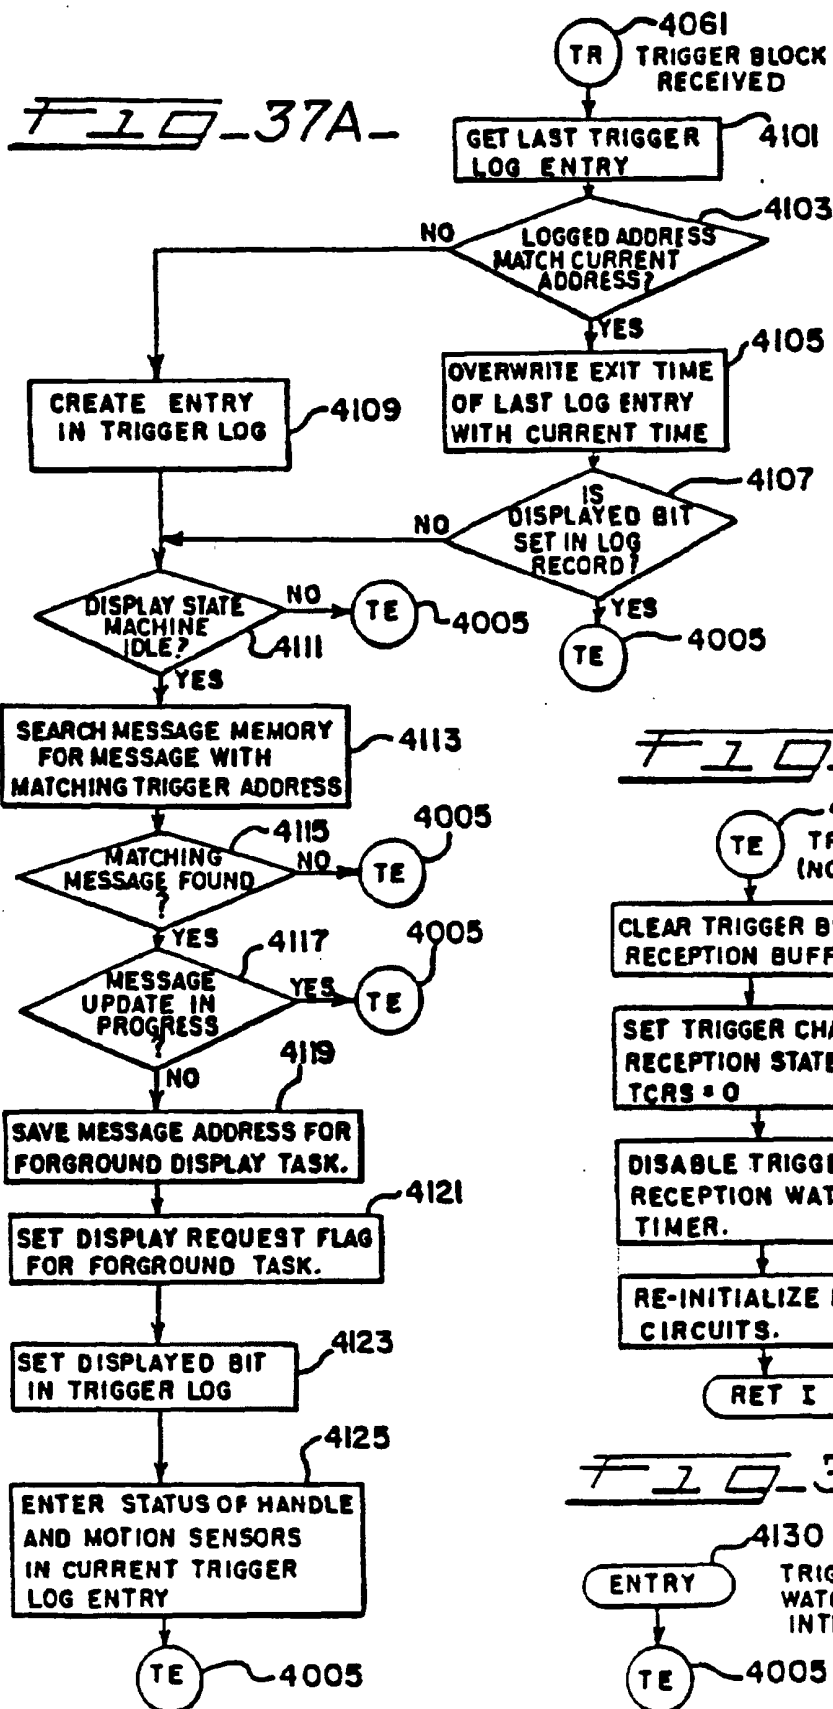 FIG_37A_
4061
TR
TRIGGER BLOCK
RECEIVED
GET LAST TRIGGER
LOG ENTRY
4101
4103
LOGGED ADDRESS
MATCH CURRENT
ADDRESS?
NO
YES
4105
OVERWRITE EXIT TIME
OF LAST LOG ENTRY
WITH CURRENT TIME
CREATE ENTRY
IN TRIGGER LOG
4109
4107
IS
DISPLAYED BIT
SET IN LOG
RECORD?
NO
YES
TE
4005
DISPLAY STATE
MACHINE
IDLE?
4111
NO
TE
4005
YES
SEARCH MESSAGE MEMORY
FOR MESSAGE WITH
MATCHING TRIGGER ADDRESS
4113
4115
MATCHING
MESSAGE FOUND
?
NO
TE
4005
YES
4117
MESSAGE
UPDATE IN
PROGRESS
?
YES
TE
4005
NO
4119
SAVE MESSAGE ADDRESS FOR
FORGROUND DISPLAY TASK.
4121
SET DISPLAY REQUEST FLAG
FOR FORGROUND TASK.
4123
SET DISPLAYED BIT
IN TRIGGER LOG
4125
ENTER STATUS OF HANDLE
AND MOTION SENSORS
IN CURRENT TRIGGER
LOG ENTRY
TE
4005
FIG
TE
CLEAR TRIGGER
RECEPTION
SET TRIGGER
RECEPTION STATE
TCRS = 0
DISABLE
RECEPTION
TIMER.
RE-INITIALIZE
CIRCUITS.
RET I
FIG_3
4130
ENTRY
TE
4005